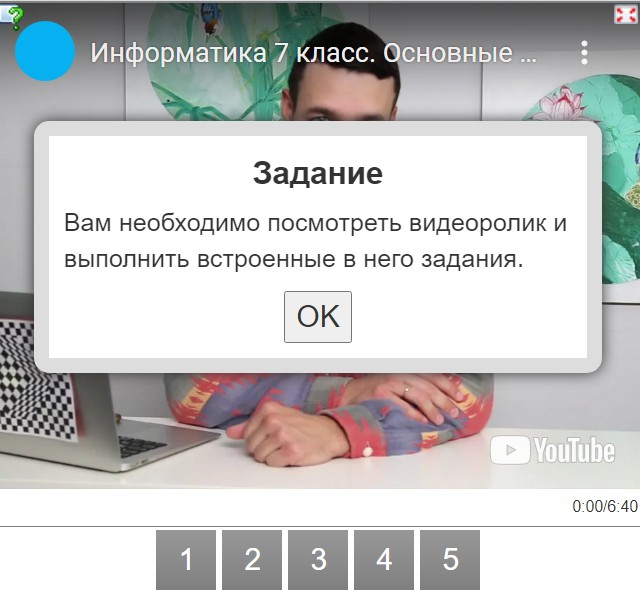 Информатика 7 класс. Основные ...
Задание
Вам необходимо посмотреть видеоролик и
выполнить встроенные в него задания.
OK
YouTube
0:00/6:40
1 2 3 4 5